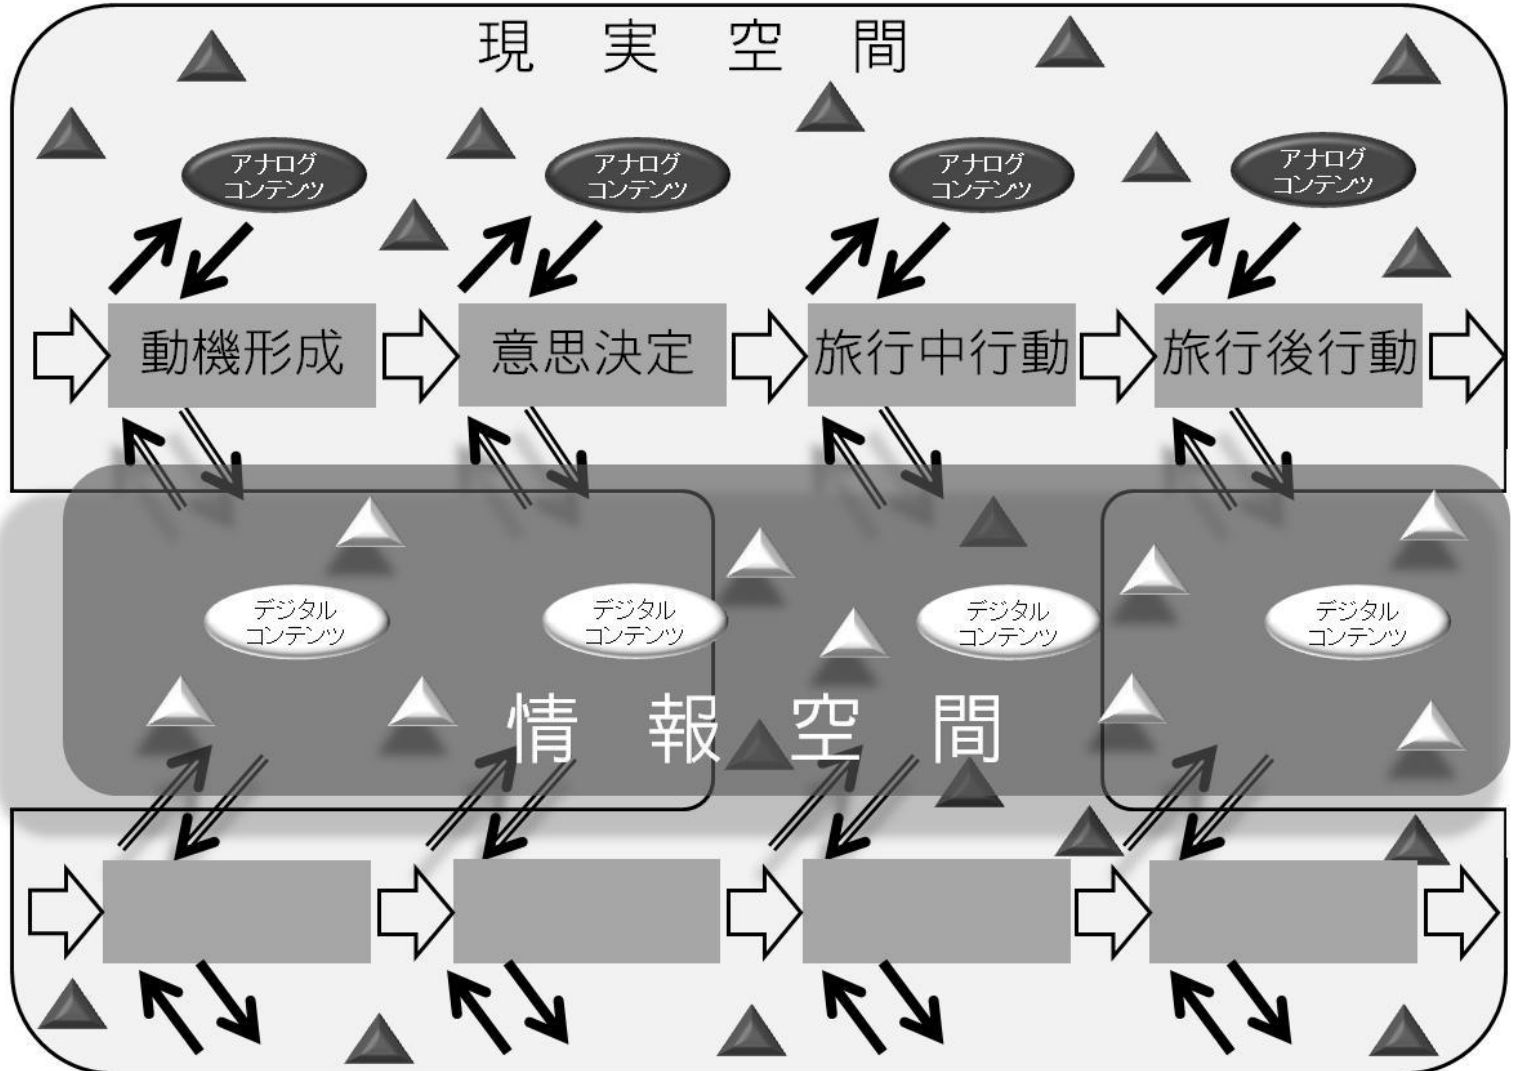 現実空間
アナログ
コンテンツ
アナログ
コンテンツ
アナログ
コンテンツ
アナログ
コンテンツ
動機形成
意思決定
旅行中行動
旅行後行動
デジタル
コンテンツ
デジタル
コンテンツ
デジタル
コンテンツ
デジタル
コンテンツ
情報空間